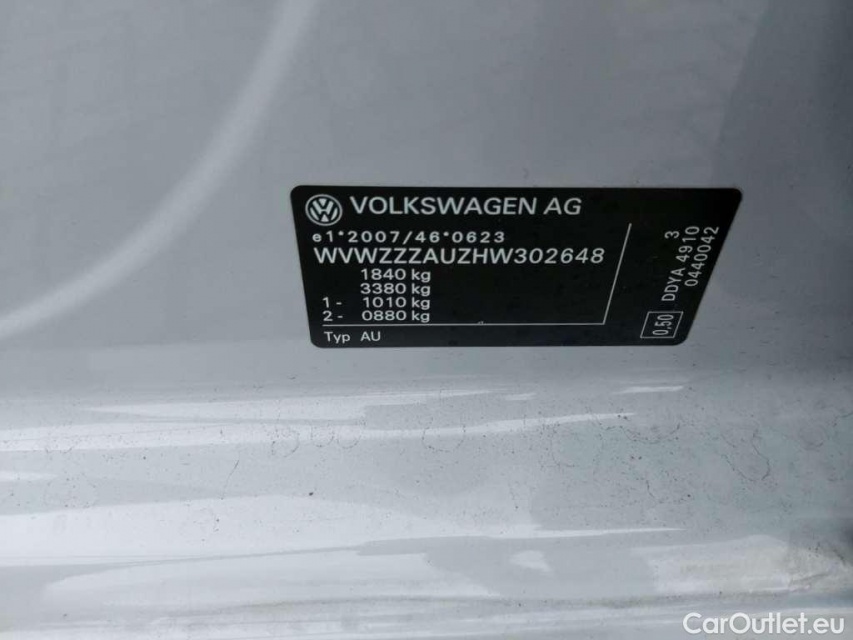 VOLKSWAGEN AG
e1*2007/46*0623
WVWZZZAUZHW302648
1840 kg
3380 kg
1 - 1010 kg
2 - 0880 kg
Typ AU
3
DDYA 4910
0440042
0,50
CarOutlet.eu